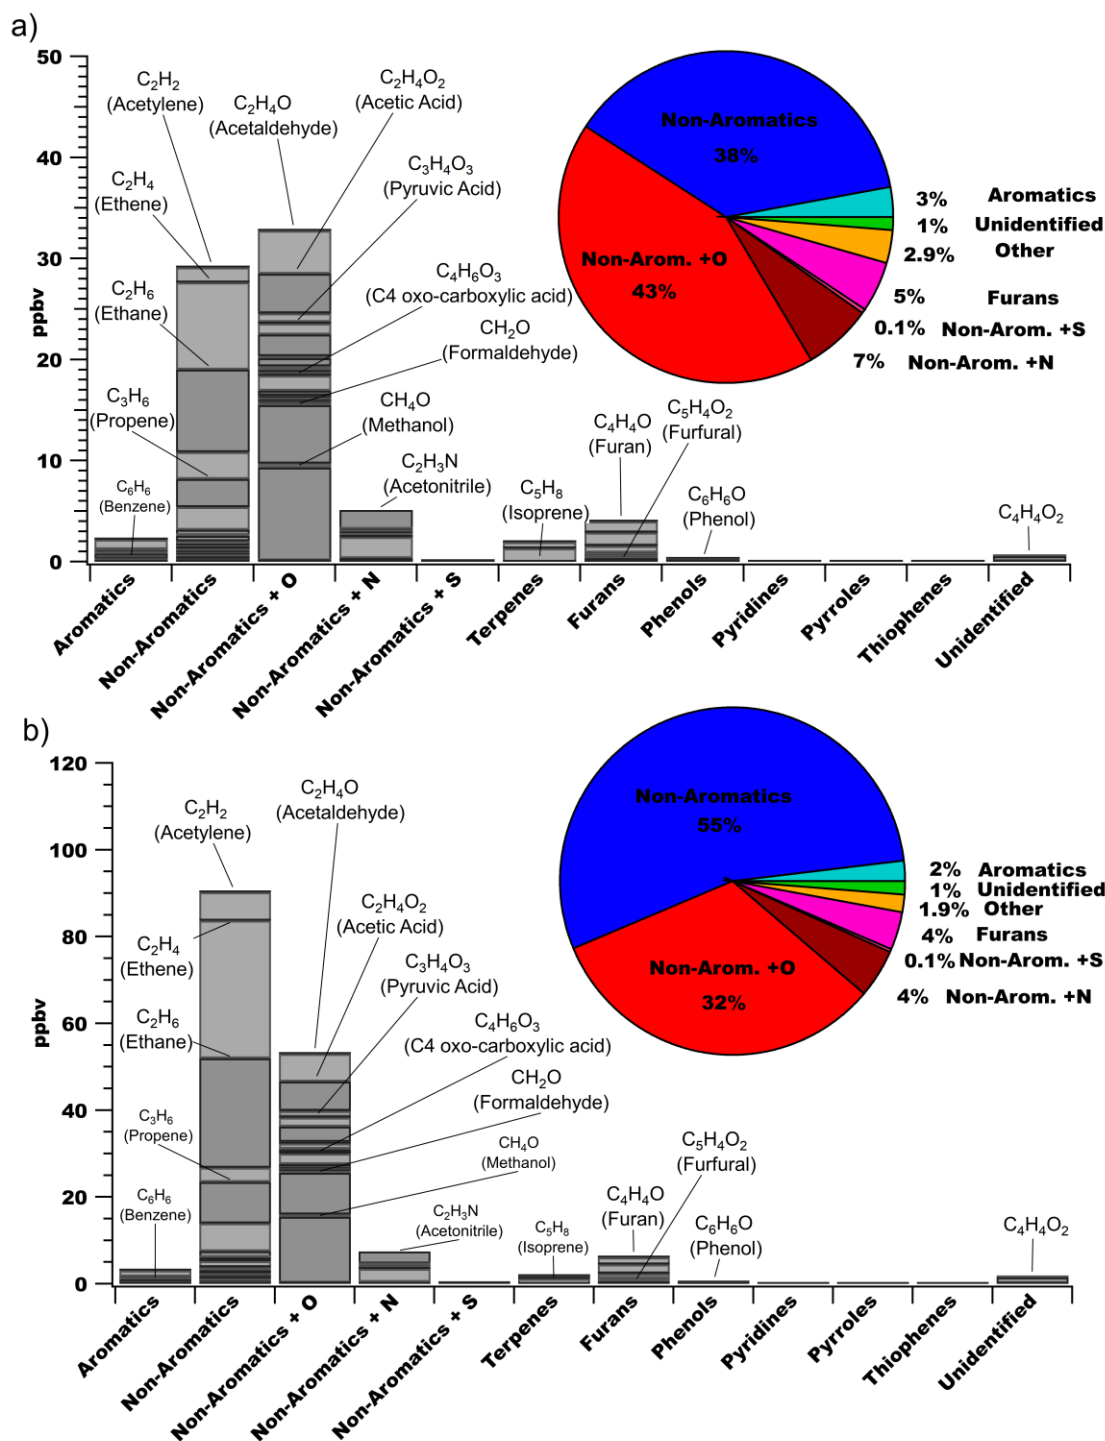 a)
50
40
30
20
10
0
ppbv
C₂H₂
(Acetylene)
C₂H₄O
(Acetaldehyde)
C₂H₄O₂
(Acetic Acid)
C₂H₄
(Ethene)
C₃H₄O₃
(Pyruvic Acid)
C₂H₆
(Ethane)
C₄H₆O₃
(C4 oxo-carboxylic acid)
CH₂O
(Formaldehyde)
C₃H₆
(Propene)
CH₄O
(Methanol)
C₆H₆
(Benzene)
C₂H₃N
(Acetonitrile)
C₅H₈
(Isoprene)
C₄H₄O
(Furan)
C₅H₄O₂
(Furfural)
C₆H₆O
(Phenol)
C₄H₄O₂
Non-Aromatics
38%
Non-Arom. +O
43%
3% Aromatics
1% Unidentified
2.9% Other
5% Furans
0.1% Non-Arom. +S
7% Non-Arom. +N
Aromatics
Non-Aromatics
Non-Aromatics + O
Non-Aromatics + N
Non-Aromatics + S
Terpenes
Furans
Phenols
Pyridines
Pyrroles
Thiophenes
Unidentified
b)
120
100
80
60
40
20
0
ppbv
C₂H₂
(Acetylene)
C₂H₄O
(Acetaldehyde)
C₂H₄O₂
(Acetic Acid)
C₂H₄
(Ethene)
C₃H₄O₃
(Pyruvic Acid)
C₂H₆
(Ethane)
C₄H₆O₃
(C4 oxo-carboxylic acid)
CH₂O
(Formaldehyde)
C₃H₆
(Propene)
CH₄O
(Methanol)
C₆H₆
(Benzene)
C₂H₃N
(Acetonitrile)
C₅H₈
(Isoprene)
C₄H₄O
(Furan)
C₅H₄O₂
(Furfural)
C₆H₆O
(Phenol)
C₄H₄O₂
Non-Aromatics
55%
Non-Arom. +O
32%
2% Aromatics
1% Unidentified
1.9% Other
4% Furans
0.1% Non-Arom. +S
4% Non-Arom. +N
Aromatics
Non-Aromatics
Non-Aromatics + O
Non-Aromatics + N
Non-Aromatics + S
Terpenes
Furans
Phenols
Pyridines
Pyrroles
Thiophenes
Unidentified